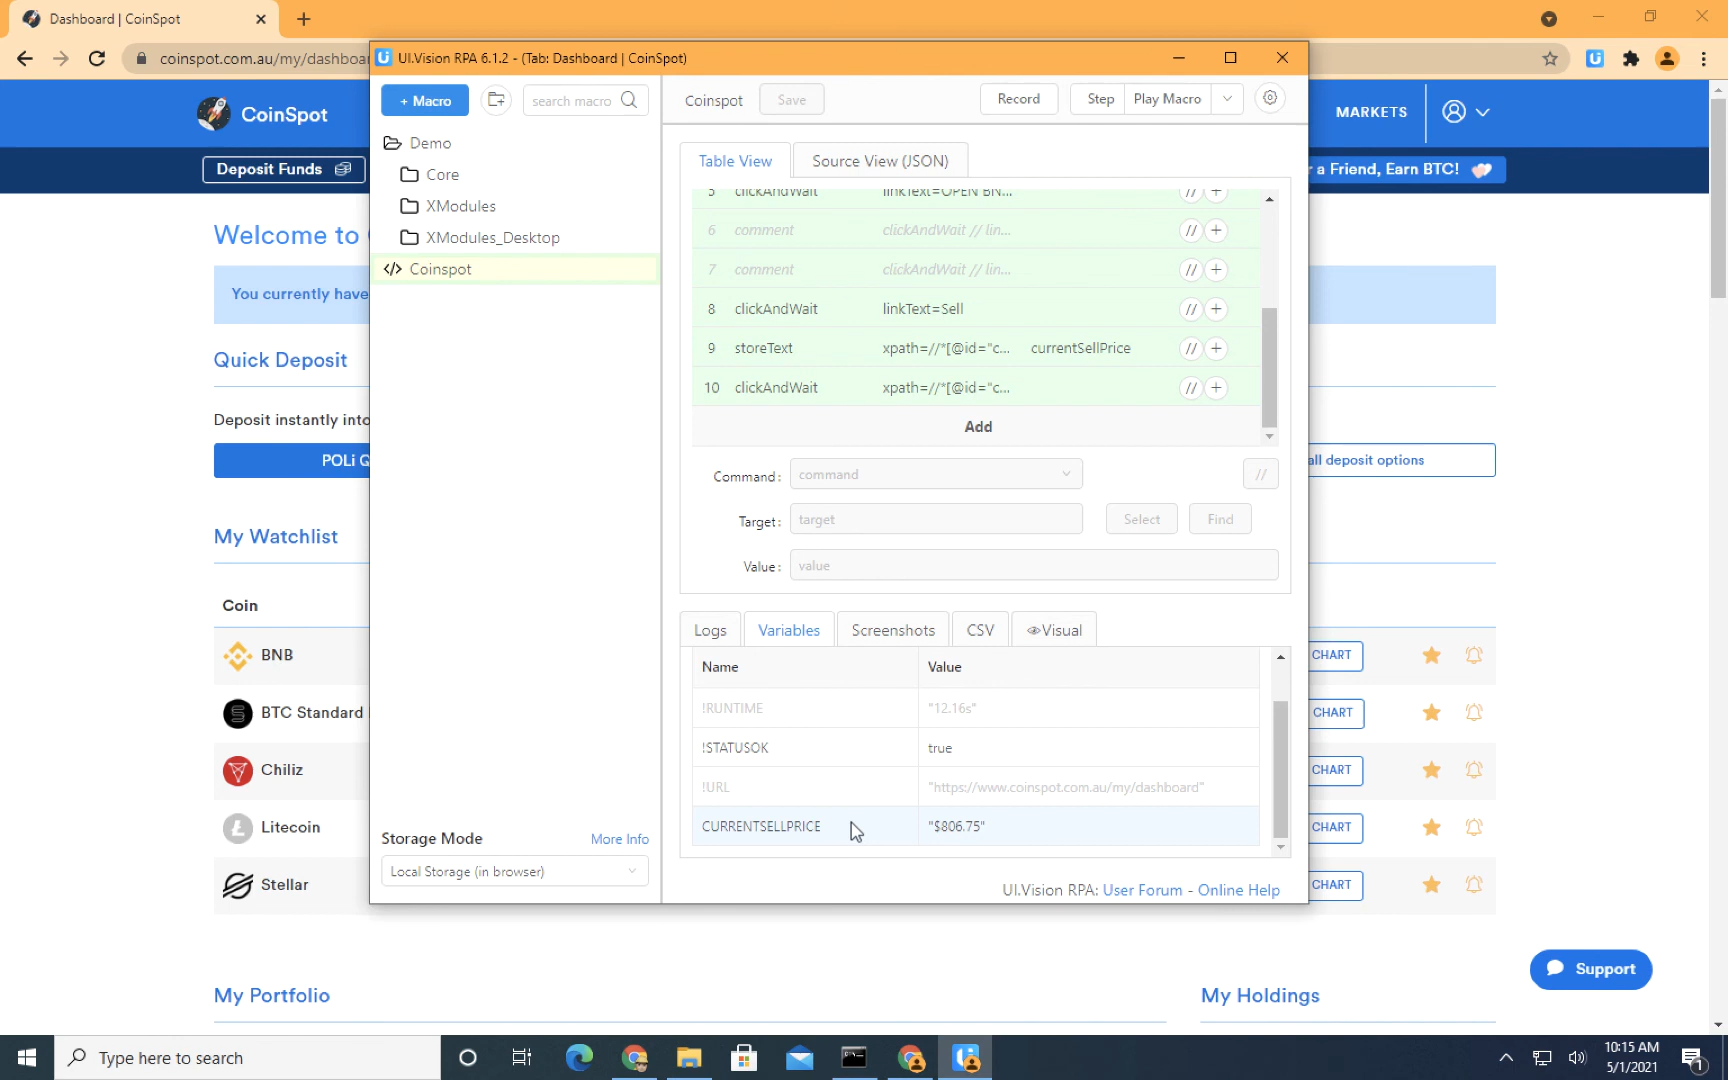 Dashboard | CoinSpot
coinspot.com.au/my/dashboa
UI.Vision RPA 6.1.2 - (Tab: Dashboard | CoinSpot)
CoinSpot
MARKETS
Deposit Funds
r a Friend, Earn BTC!
+ Macro
search macro
Coinspot
Save
Record
Step
Play Macro
Demo
Core
XModules
XModules_Desktop
Coinspot
Table View
Source View (JSON)
5 clickAndWait linkText=OPEN BN... // +
6 comment clickAndWait // lin... // +
7 comment clickAndWait // lin... // +
8 clickAndWait linkText=Sell // +
9 storeText xpath=//*[@id="c... currentSellPrice // +
10 clickAndWait xpath=//*[@id="c... // +
Add
Command: command //
Target: target Select Find
Value: value
Logs Variables Screenshots CSV Visual
Name Value
!RUNTIME "12.16s"
!STATUSOK true
!URL "https://www.coinspot.com.au/my/dashboard"
CURRENTSELLPRICE "$806.75"
Storage Mode More Info
Local Storage (in browser)
UI.Vision RPA: User Forum - Online Help
Welcome to
You currently have
Quick Deposit
Deposit instantly into
POLi Q
all deposit options
My Watchlist
Coin
BNB CHART
BTC Standard CHART
Chiliz CHART
Litecoin CHART
Stellar CHART
Support
My Portfolio
My Holdings
Type here to search
10:15 AM
5/1/2021
1